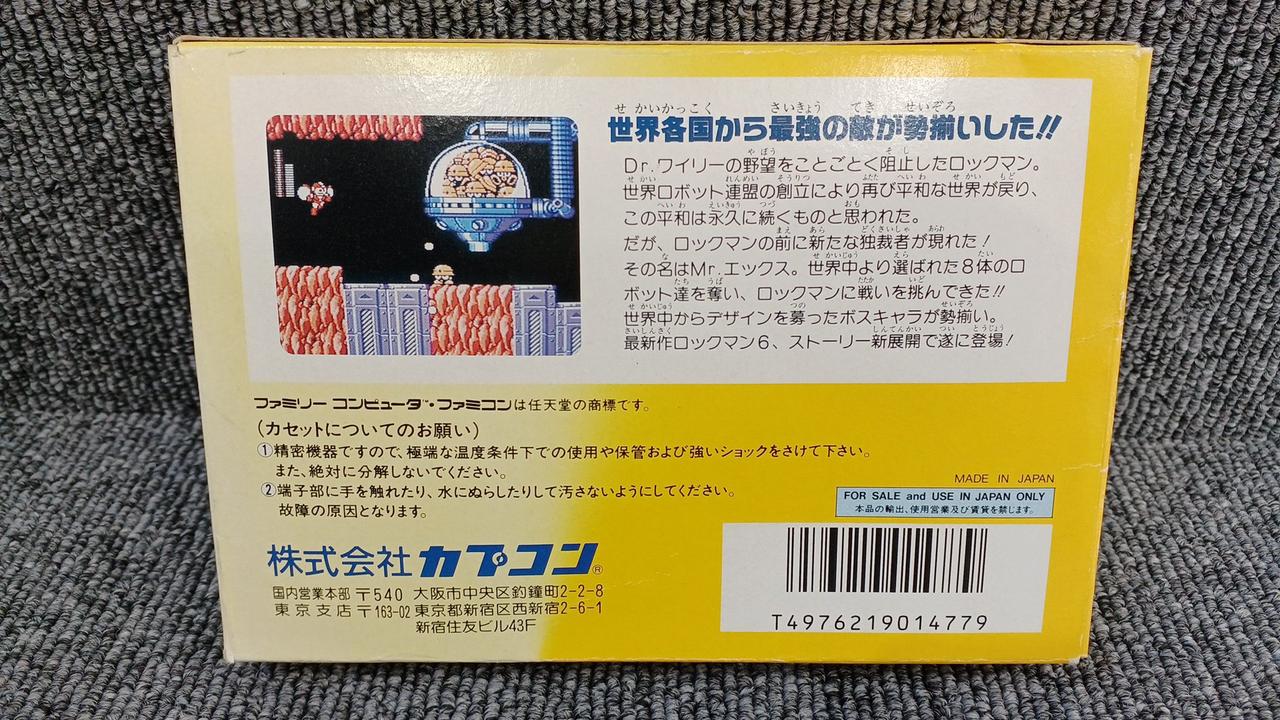 世界各国から最強の敵が勢揃いした!!
Dr.ワイリーの野望をことごとく阻止したロックマン。
世界ロボット連盟の創立により再び平和な世界が戻り、
この平和は永久に続くものと思われた。
だが、ロックマンの前に新たな独裁者が現れた！
その名はMr.エックス。世界中より選ばれた8体のロ
ボット達を奪い、ロックマンに戦いを挑んできた!!
世界中からデザインを募ったボスキャラが勢揃い。
最新作ロックマン6、ストーリー新展開で遂に登場！
ファミリー コンピュータ™・ファミコンは任天堂の商標です。
(カセットについてのお願い)
①精密機器ですので、極端な温度条件下での使用や保管および強いショックをさけて下さい。
また、絶対に分解しないでください。
②端子部に手を触れたり、水にぬらしたりして汚さないようにしてください。
故障の原因となります。
MADE IN JAPAN
FOR SALE and USE IN JAPAN ONLY
本品の輸出、使用営業及び賃貸を禁じます。
株式会社カプコン®
国内営業本部 〒540 大阪市中央区釣鐘町2-2-8
東京支店 〒163-02 東京都新宿区西新宿2-6-1
新宿住友ビル43F
T4976219014779